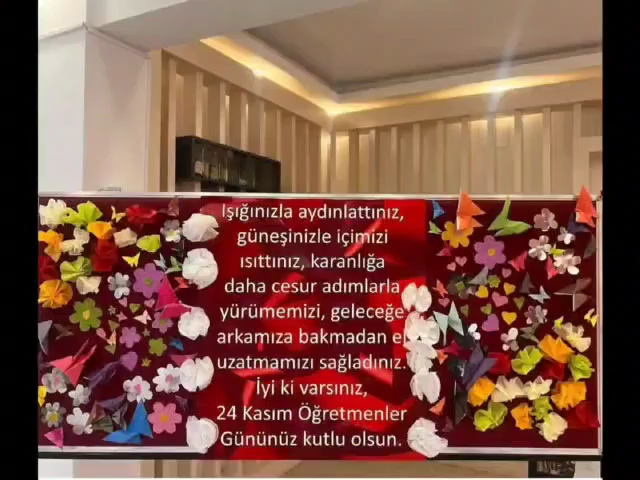 Işığınızla aydınlattınız,
güneşinizle içimizi
ısıttınız, karanlığa
daha cesur adımlarla
yürümemizi, geleceğe
arkamıza bakmadan el
uzatmamızı sağladınız.
İyi ki varsınız,
24 Kasım Öğretmenler
Gününüz kutlu olsun.